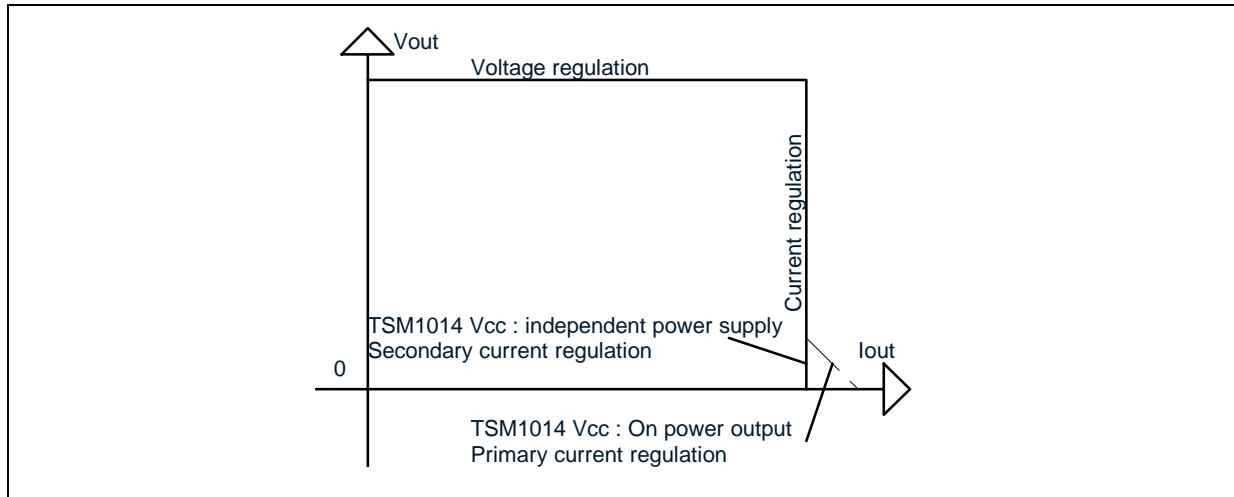 Vout
Voltage regulation
Current regulation
TSM1014 Vcc : independent power supply
Secondary current regulation
Iout
0
TSM1014 Vcc : On power output
Primary current regulation